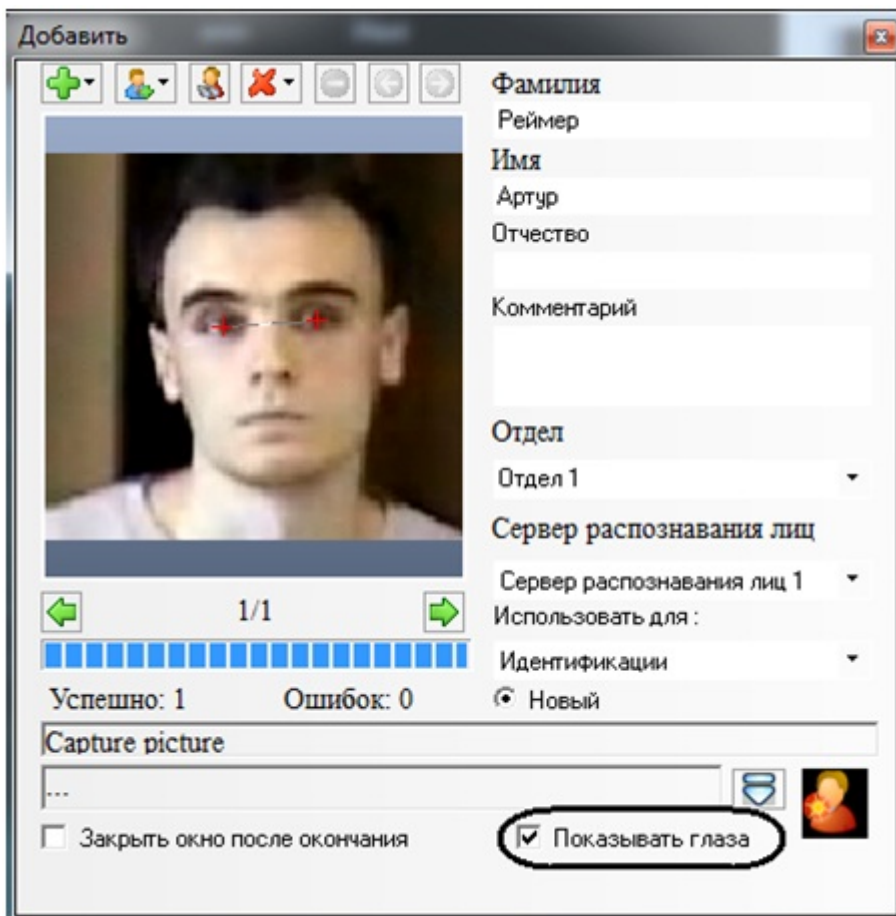 Добавить
Фамилия
Реймер
Имя
Артур
Отчество
Комментарий
Отдел
Отдел 1
Сервер распознавания лиц
Сервер распознавания лиц 1
1/1
Использовать для :
Идентификации
Успешно: 1 Ошибок: 0
Новый
Capture picture
...
Закрыть окно после окончания
Показывать глаза